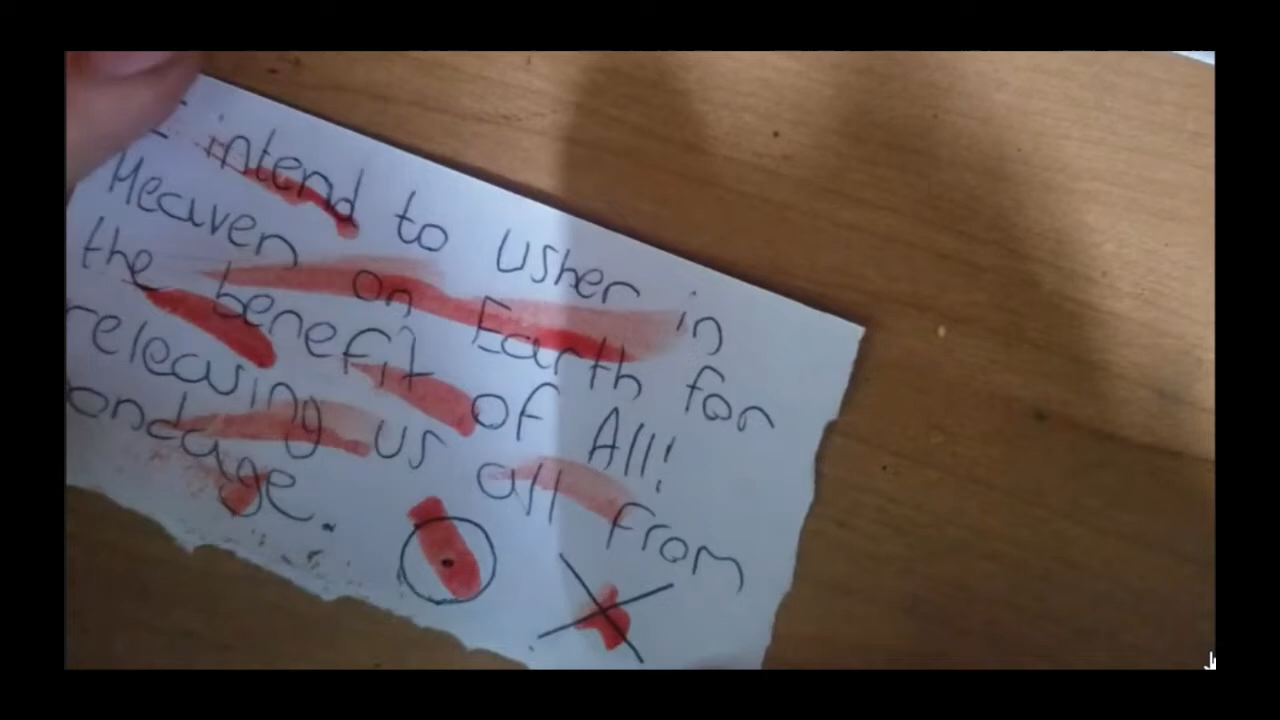 I intend to usher in
Heaven on Earth for
the benefit of All!
releasing us all from
ondage.